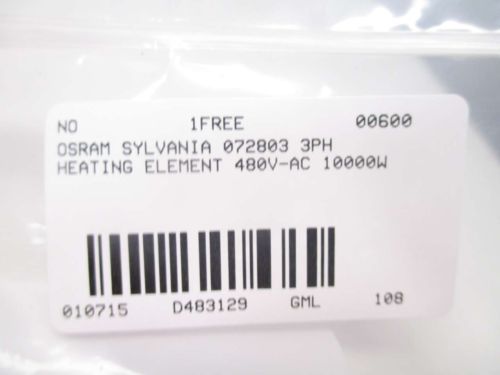 NO 1FREE 00600
OSRAM SYLVANIA 072803 3PH
HEATING ELEMENT 480V-AC 10000W
010715 D483129 GML 108